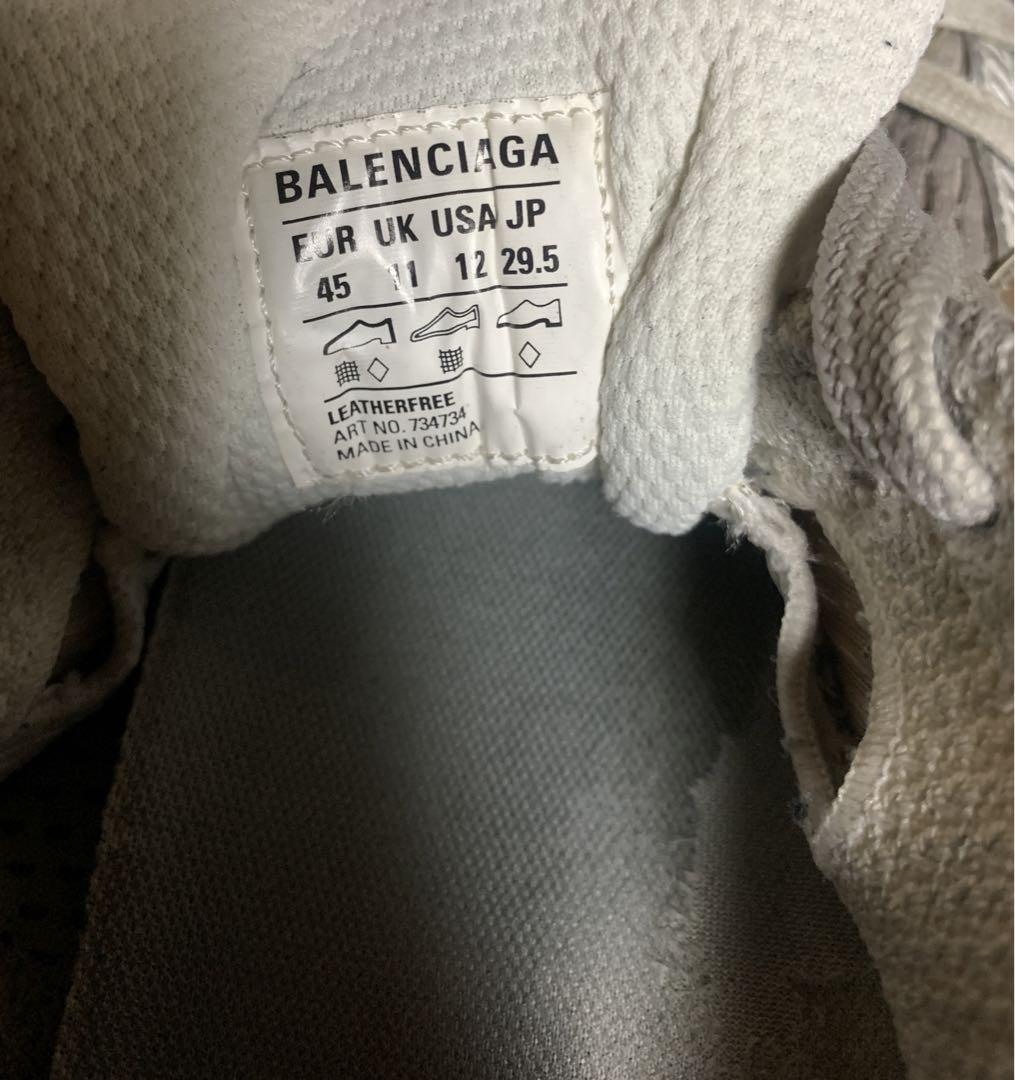 BALENCIAGA
EUR UK USA JP
45 11 12 29.5
LEATHERFREE
ART NO. 734734
MADE IN CHINA